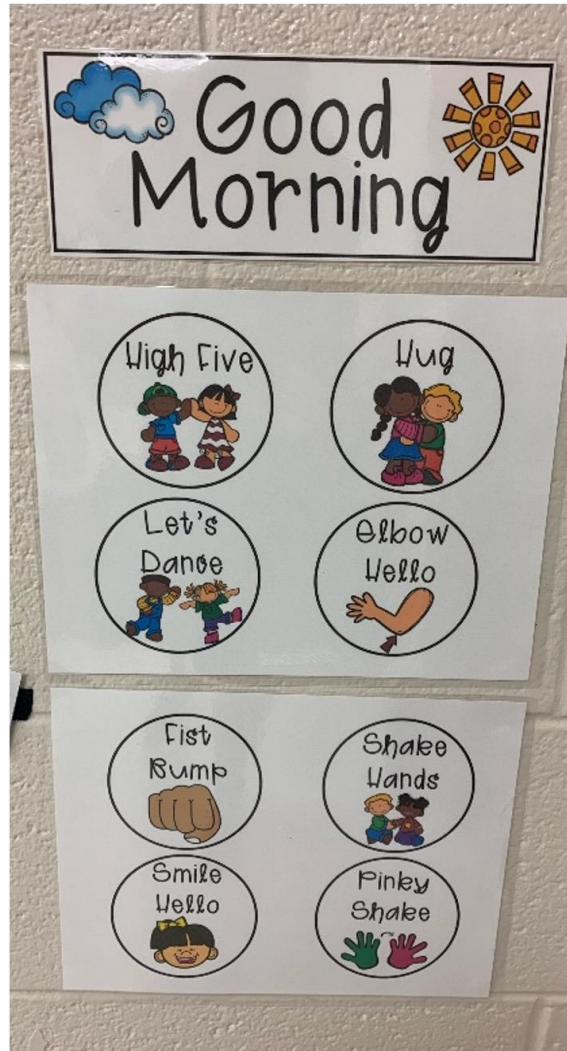 Good
Morning
High Five
Hug
Let's
Dance
Elbow
Hello
Fist
Bump
Shake
Hands
Smile
Hello
Pinky
Shake